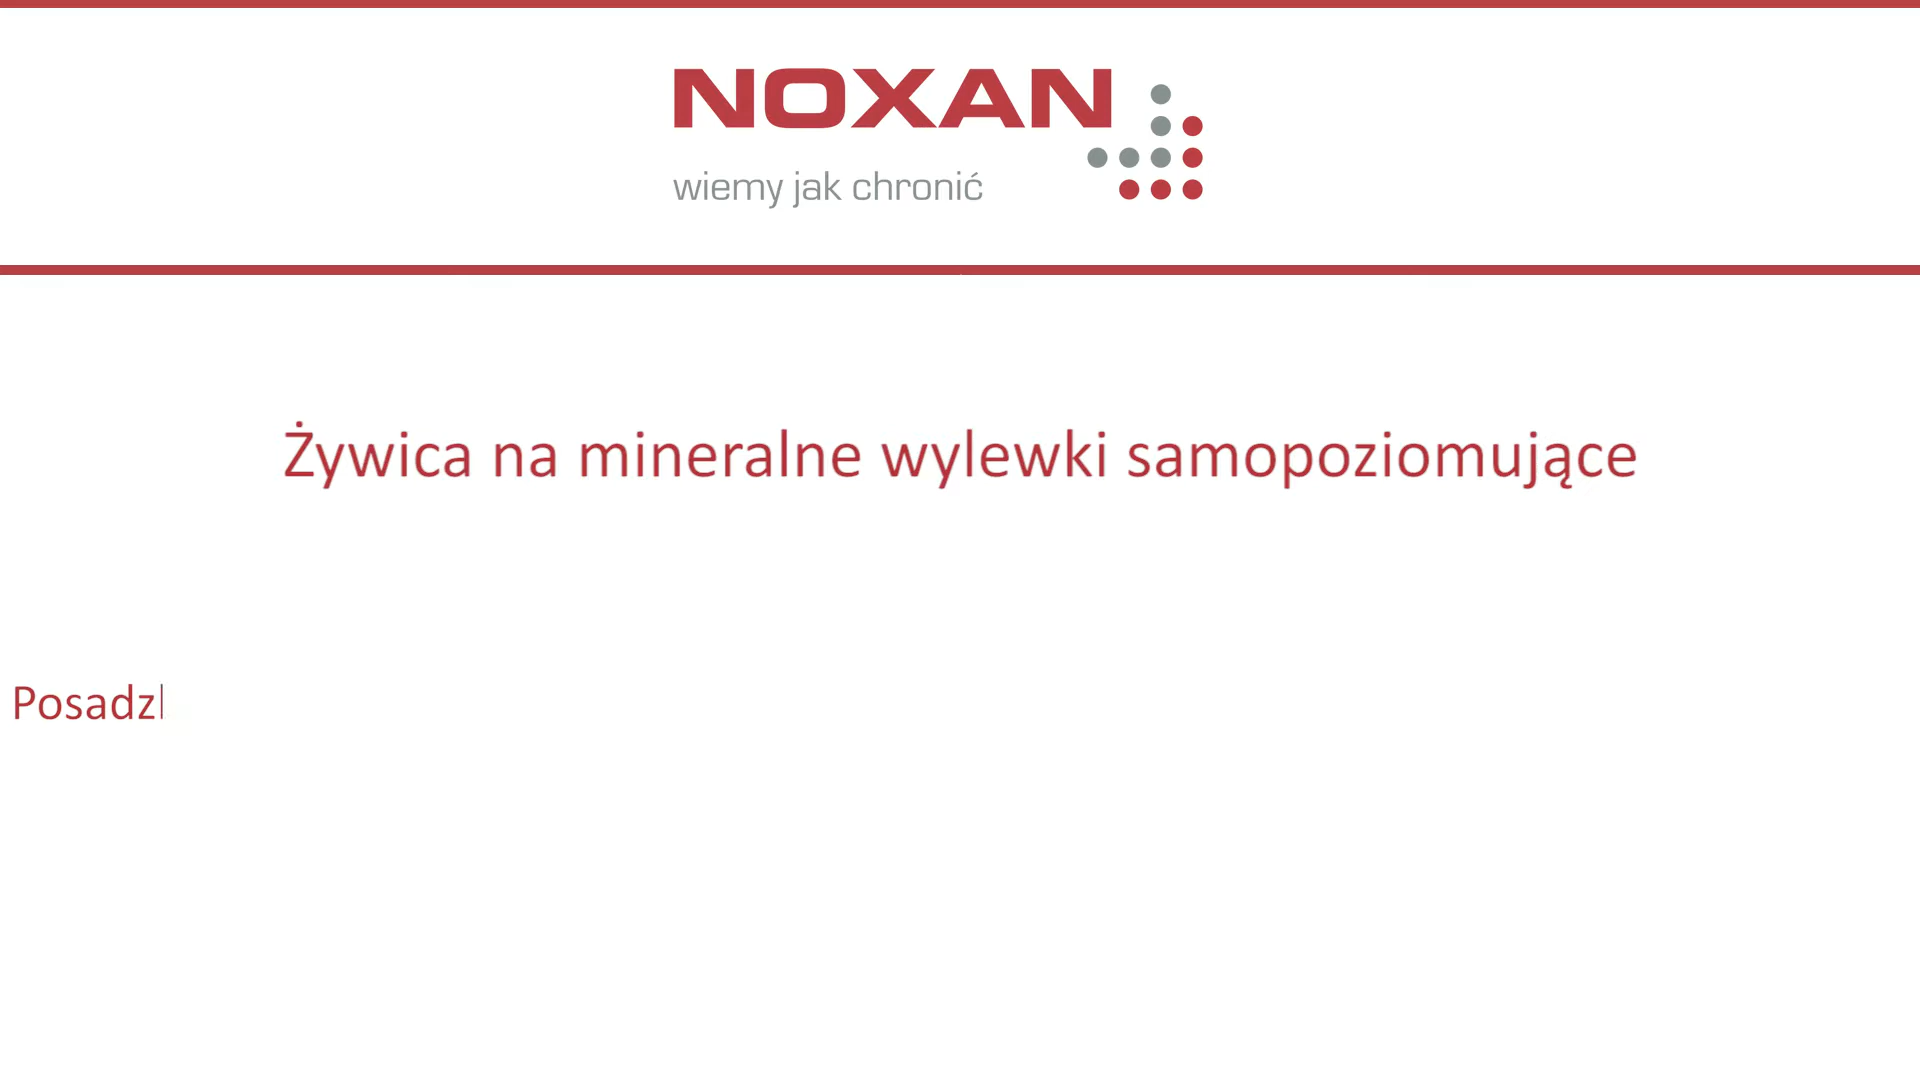 NOXAN
wiemy jak chronić
Żywica na mineralne wylewki samopoziomujące
Posadz